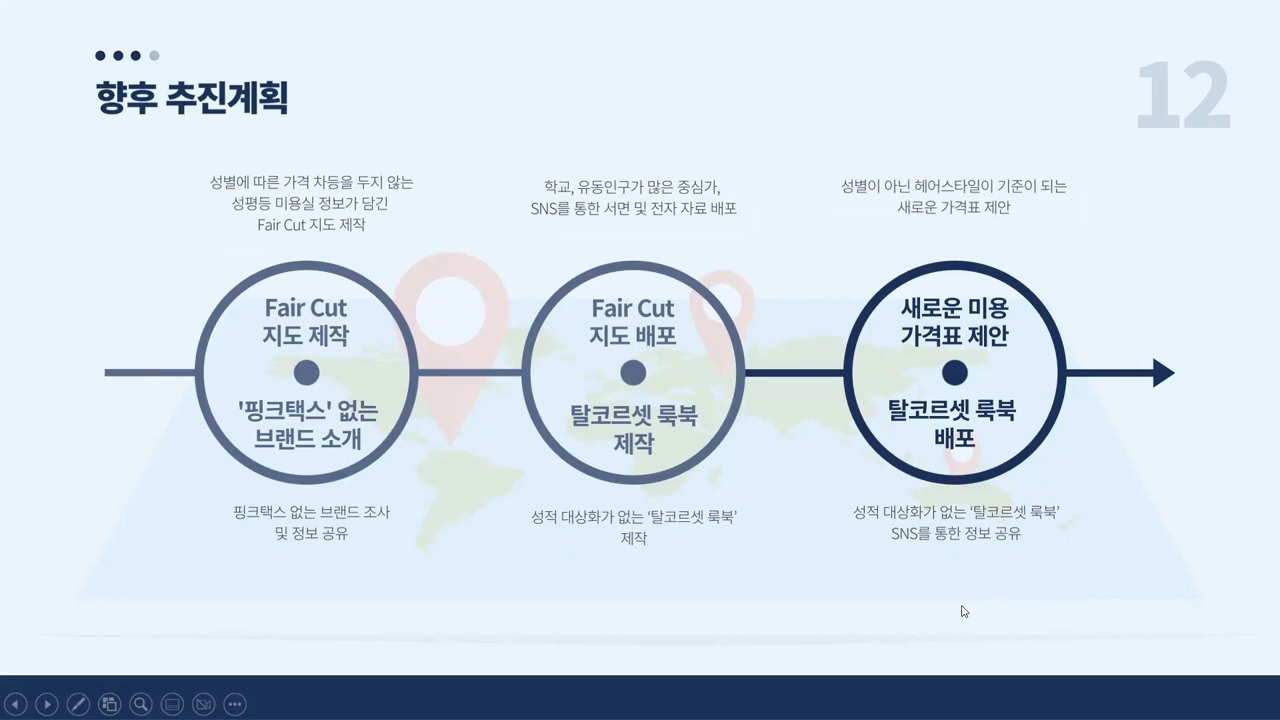 향후 추진계획
12
성별에 따른 가격 차등을 두지 않는
성평등 미용실 정보가 담긴
Fair Cut 지도 제작
학교, 유동인구가 많은 중심가,
SNS를 통한 서면 및 전자 자료 배포
성별이 아닌 헤어스타일이 기준이 되는
새로운 가격표 제안
Fair Cut
지도 제작
'핑크택스' 없는
브랜드 소개
Fair Cut
지도 배포
탈코르셋 룩북
제작
새로운 미용
가격표 제안
탈코르셋 룩북
배포
핑크택스 없는 브랜드 조사
및 정보 공유
성적 대상화가 없는 ‘탈코르셋 룩북’
제작
성적 대상화가 없는 ‘탈코르셋 룩북’
SNS를 통한 정보 공유